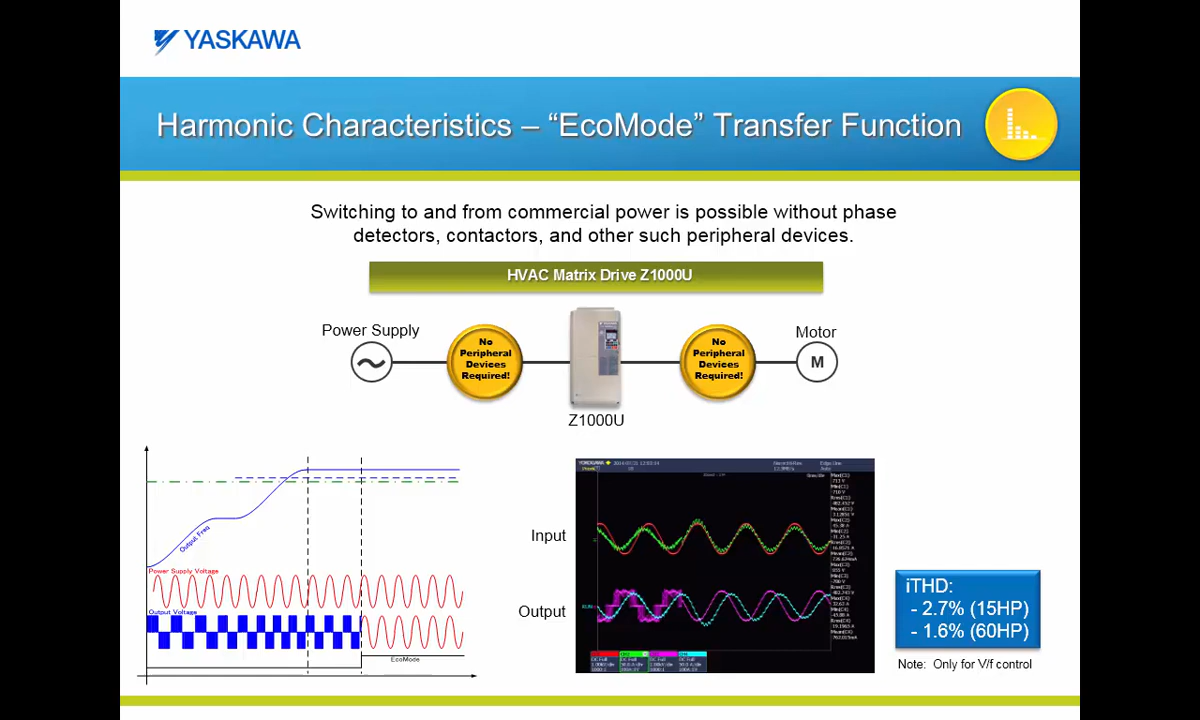 YASKAWA
Harmonic Characteristics – “EcoMode” Transfer Function
Switching to and from commercial power is possible without phase
detectors, contactors, and other such peripheral devices.
HVAC Matrix Drive Z1000U
Power Supply
No
Peripheral
Devices
Required!
No
Peripheral
Devices
Required!
Motor
M
Z1000U
Output Freq
Power Supply Voltage
Output Voltage
EcoMode
YOKOGAWA
Input
Output
iTHD:
- 2.7% (15HP)
- 1.6% (60HP)
Note: Only for V/f control